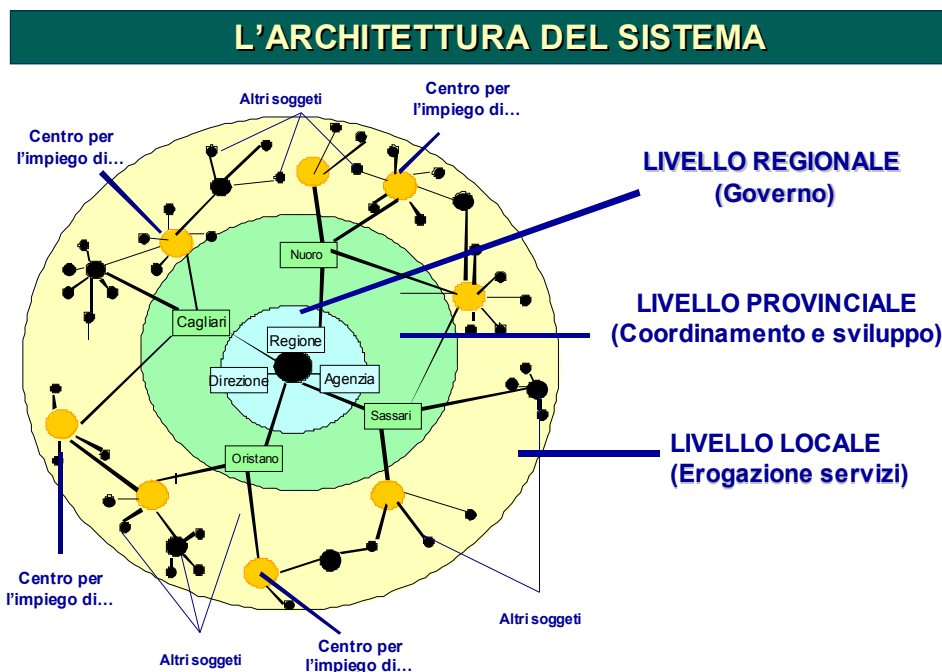 L'ARCHITETTURA DEL SISTEMA
Altri soggeti
Centro per
l'impiego di…
Centro per
l'impiego di…
LIVELLO REGIONALE
(Governo)
Nuoro
LIVELLO PROVINCIALE
(Coordinamento e sviluppo)
Cagliari
Regione
Direzione
Agenzia
Sassari
LIVELLO LOCALE
(Erogazione servizi)
Oristano
Centro per
l'impiego di…
Altri soggeti
Altri soggeti
Centro per
l'impiego di…